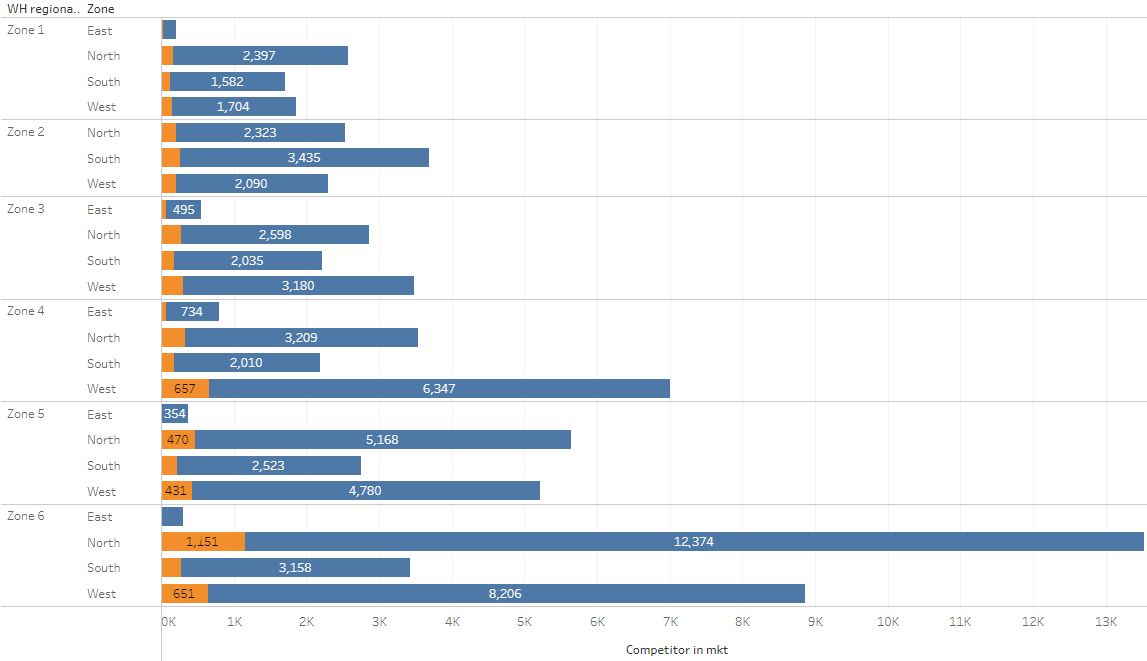 WH regiona.. Zone
Zone 1 East
North 2,397
South 1,582
West 1,704
Zone 2 North 2,323
South 3,435
West 2,090
Zone 3 East 495
North 2,598
South 2,035
West 3,180
Zone 4 East 734
North 3,209
South 2,010
West 657 6,347
Zone 5 East 354
North 470 5,168
South 2,523
West 431 4,780
Zone 6 East
North 1,151 12,374
South 3,158
West 651 8,206
0K 1K 2K 3K 4K 5K 6K 7K 8K 9K 10K 11K 12K 13K
Competitor in mkt